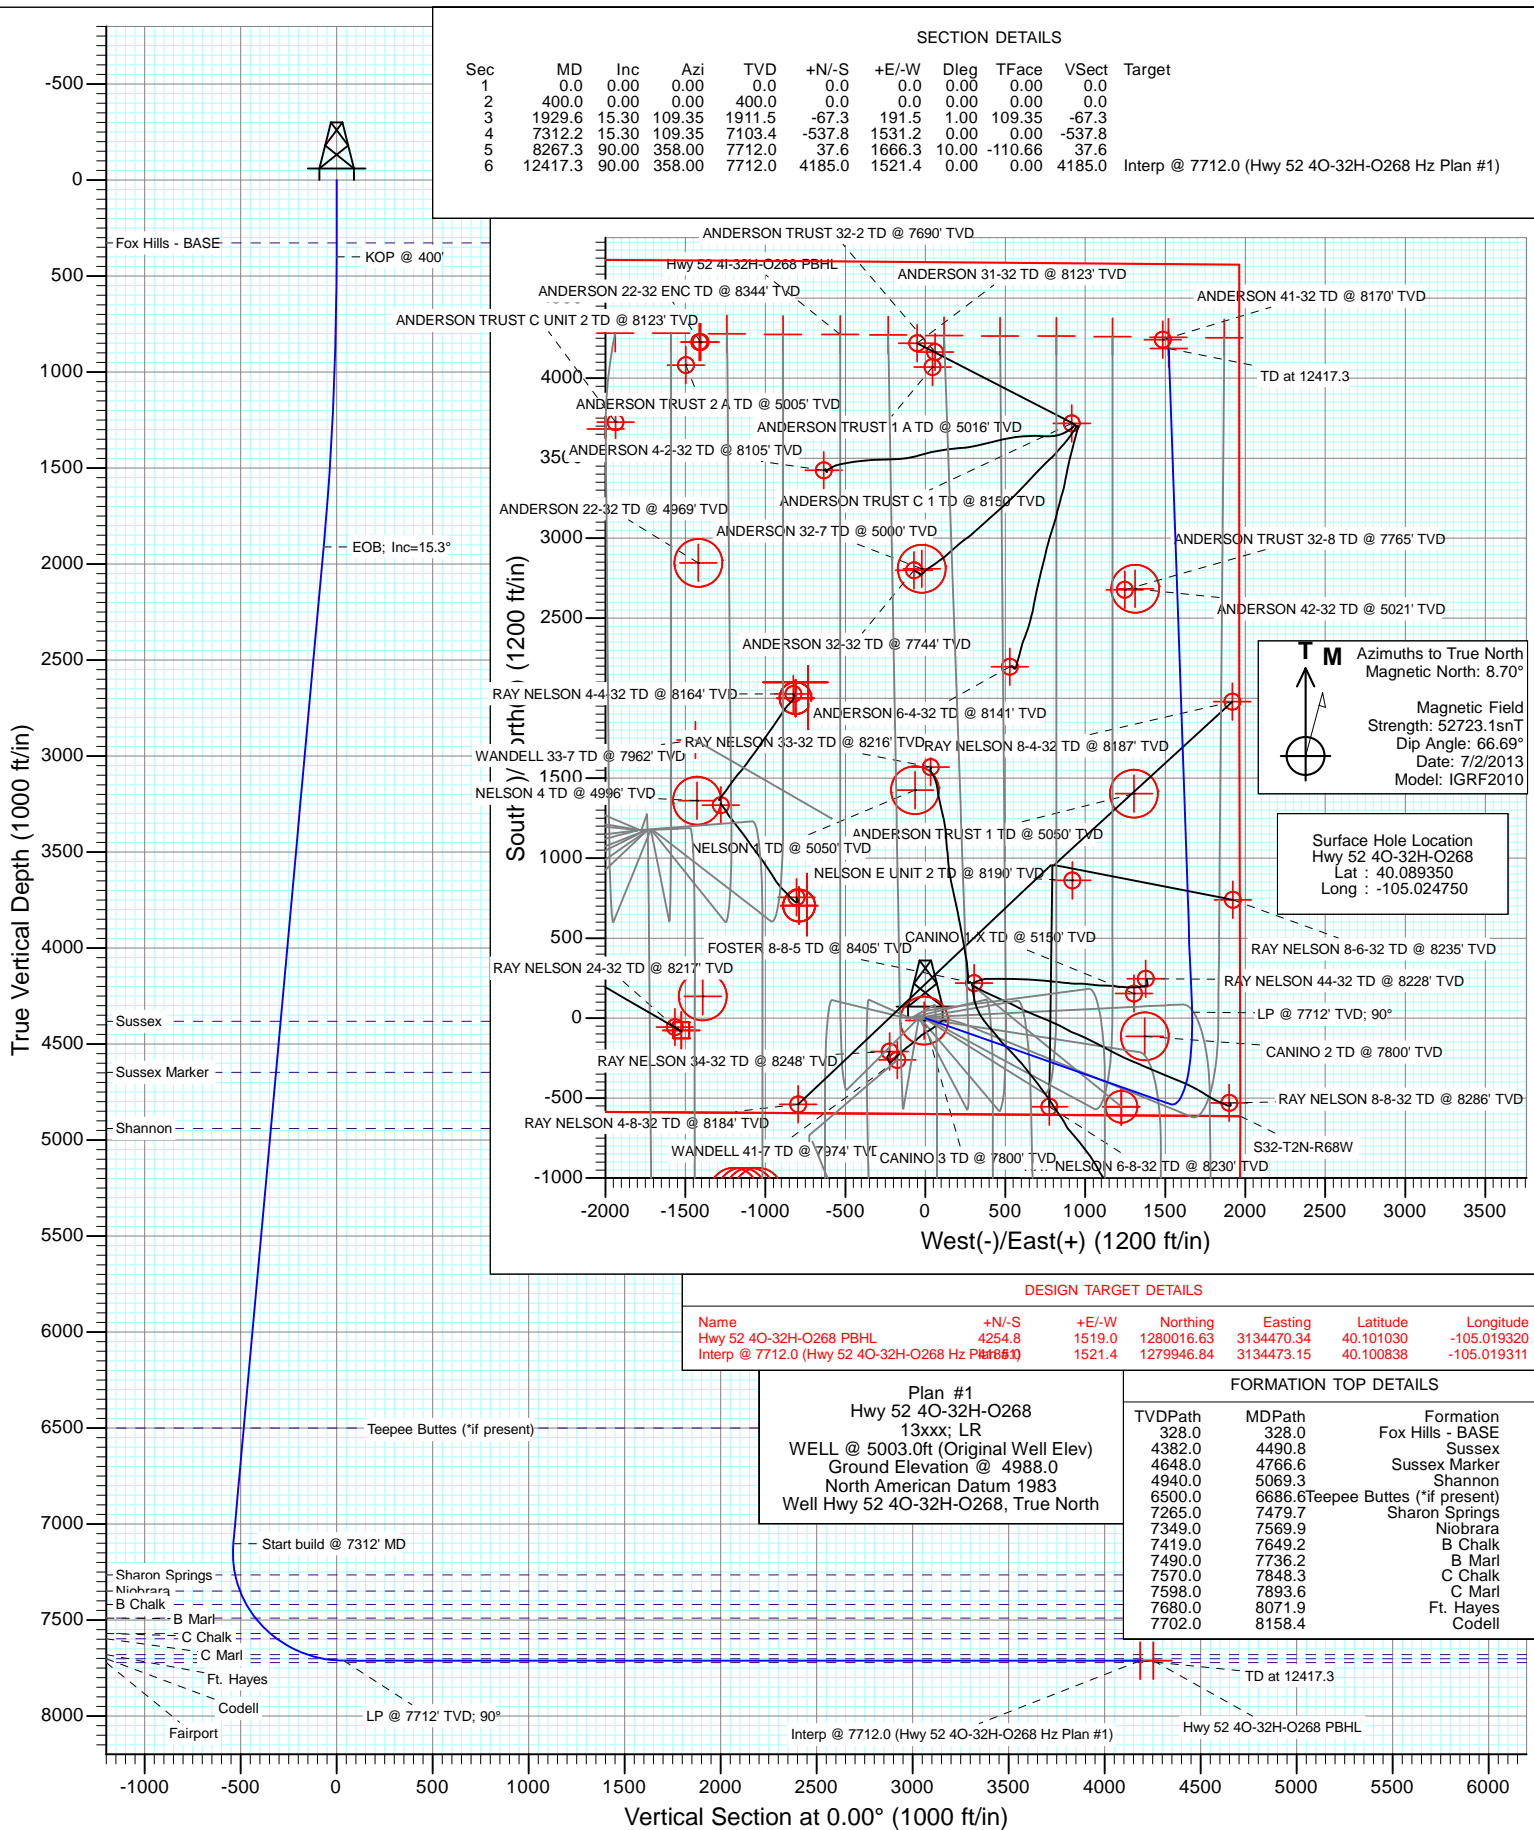 SECTION DETAILS
Sec MD Inc Azi TVD +N/-S +E/-W Dleg TFace VSect Target
1 0.0 0.00 0.00 0.0 0.0 0.0 0.00 0.00 0.0
2 400.0 0.00 0.00 400.0 0.0 0.0 0.00 0.00 0.0
3 1929.6 15.30 109.35 1911.5 -67.3 191.5 1.00 109.35 -67.3
4 7312.2 15.30 109.35 7103.4 -537.8 1531.2 0.00 0.00 -537.8
5 8267.3 90.00 358.00 7712.0 37.6 1666.3 10.00 -110.66 37.6
6 12417.3 90.00 358.00 7712.0 4185.0 1521.4 0.00 0.00 4185.0 Interp @ 7712.0 (Hwy 52 4O-32H-O268 Hz Plan #1)
True Vertical Depth (1000 ft/in)
-500
0
500
1000
1500
2000
2500
3000
3500
4000
4500
5000
5500
6000
6500
7000
7500
8000
Fox Hills - BASE
KOP @ 400'
EOB; Inc=15.3°
Sussex
Sussex Marker
Shannon
Teepee Buttes (*if present)
Start build @ 7312' MD
Sharon Springs
Niobrara
B Chalk
B Marl
C Chalk
C Marl
Ft. Hayes
Codell
Fairport
LP @ 7712' TVD; 90°
Interp @ 7712.0 (Hwy 52 4O-32H-O268 Hz Plan #1)
Hwy 52 4O-32H-O268 PBHL
TD at 12417.3
-1000 -500 0 500 1000 1500 2000 2500 3000 3500 4000 4500 5000 5500 6000
Vertical Section at 0.00° (1000 ft/in)
ANDERSON TRUST 32-2 TD @ 7690' TVD
Hwy 52 4I-32H-O268 PBHL
ANDERSON 31-32 TD @ 8123' TVD
ANDERSON 22-32 ENC TD @ 8344' TVD
ANDERSON 41-32 TD @ 8170' TVD
ANDERSON TRUST C UNIT 2 TD @ 8123' TVD
TD at 12417.3
ANDERSON TRUST 2 A TD @ 5005' TVD
ANDERSON TRUST 1 A TD @ 5016' TVD
ANDERSON 4-2-32 TD @ 8105' TVD
ANDERSON TRUST C 1 TD @ 8150' TVD
ANDERSON 22-32 TD @ 4969' TVD
ANDERSON 32-7 TD @ 5000' TVD
ANDERSON TRUST 32-8 TD @ 7765' TVD
ANDERSON 42-32 TD @ 5021' TVD
ANDERSON 32-32 TD @ 7744' TVD
RAY NELSON 4-4-32 TD @ 8164' TVD
ANDERSON 6-4-32 TD @ 8141' TVD
RAY NELSON 33-32 TD @ 8216' TVD
RAY NELSON 8-4-32 TD @ 8187' TVD
WANDELL 33-7 TD @ 7962' TVD
NELSON 4 TD @ 4996' TVD
ANDERSON TRUST 1 TD @ 5050' TVD
NELSON 1 TD @ 5050' TVD
NELSON E UNIT 2 TD @ 8190' TVD
CANINO 1-X TD @ 5150' TVD
FOSTER 8-8-5 TD @ 8405' TVD
RAY NELSON 8-6-32 TD @ 8235' TVD
RAY NELSON 24-32 TD @ 8217' TVD
RAY NELSON 44-32 TD @ 8228' TVD
LP @ 7712' TVD; 90°
CANINO 2 TD @ 7800' TVD
RAY NELSON 34-32 TD @ 8248' TVD
RAY NELSON 8-8-32 TD @ 8286' TVD
RAY NELSON 4-8-32 TD @ 8184' TVD
S32-T2N-R68W
WANDELL 41-7 TD @ 7974' TVD
CANINO 3 TD @ 7800' TVD
NELSON 6-8-32 TD @ 8230' TVD
4000
3000
2500
1500
1000
500
0
-500
-1000
-2000 -1500 -1000 -500 0 500 1000 1500 2000 2500 3000 3500
West(-)/East(+) (1200 ft/in)
T M
Azimuths to True North
Magnetic North: 8.70°
Magnetic Field
Strength: 52723.1snT
Dip Angle: 66.69°
Date: 7/2/2013
Model: IGRF2010
Surface Hole Location
Hwy 52 4O-32H-O268
Lat : 40.089350
Long : -105.024750
DESIGN TARGET DETAILS
Name +N/-S +E/-W Northing Easting Latitude Longitude
Hwy 52 4O-32H-O268 PBHL 4254.8 1519.0 1280016.63 3134470.34 40.101030 -105.019320
Interp @ 7712.0 (Hwy 52 4O-32H-O268 Hz 1521.4 1279946.84 3134473.15 40.100838 -105.019311
Plan #1
Hwy 52 4O-32H-O268
13xxx; LR
WELL @ 5003.0ft (Original Well Elev)
Ground Elevation @ 4988.0
North American Datum 1983
Well Hwy 52 4O-32H-O268, True North
FORMATION TOP DETAILS
TVDPath MDPath Formation
328.0 328.0 Fox Hills - BASE
4382.0 4490.8 Sussex
4648.0 4766.6 Sussex Marker
4940.0 5069.3 Shannon
6500.0 6686.6 Teepee Buttes (*if present)
7265.0 7479.7 Sharon Springs
7349.0 7569.9 Niobrara
7419.0 7649.2 B Chalk
7490.0 7736.2 B Marl
7570.0 7848.3 C Chalk
7598.0 7893.6 C Marl
7680.0 8071.9 Ft. Hayes
7702.0 8158.4 Codell